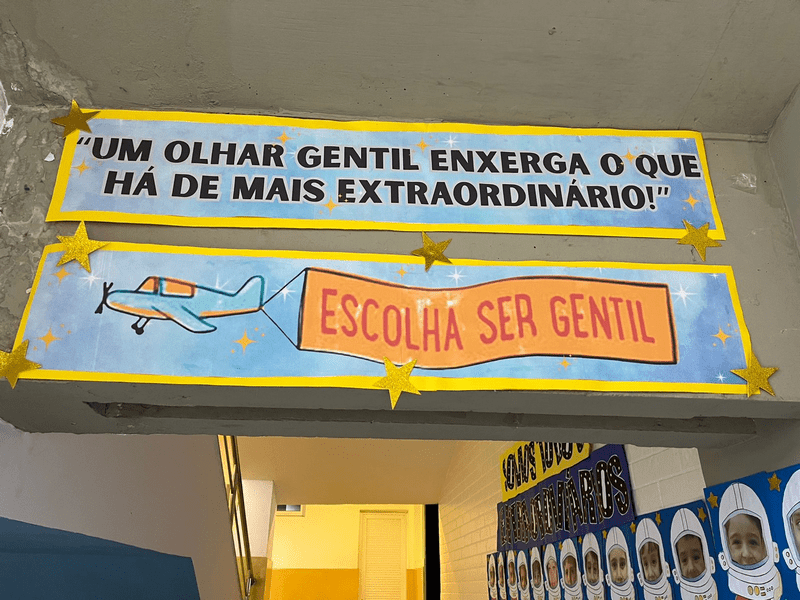 "UM OLHAR GENTIL ENXERGA O QUE
HÁ DE MAIS EXTRAORDINÁRIO!"
ESCOLHA SER GENTIL